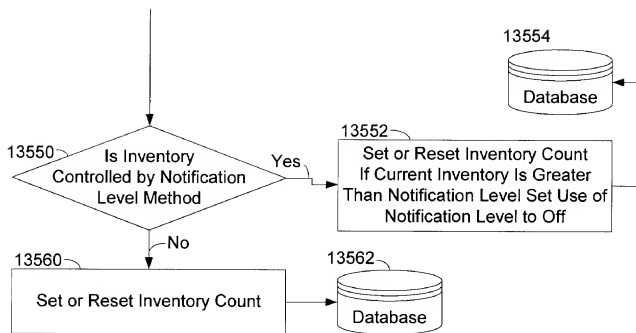 13554
Database
13550
Is Inventory
Controlled by Notification
Level Method
Yes
13552
Set or Reset Inventory Count
If Current Inventory Is Greater
Than Notification Level Set Use of
Notification Level to Off
No
13560
Set or Reset Inventory Count
13562
Database